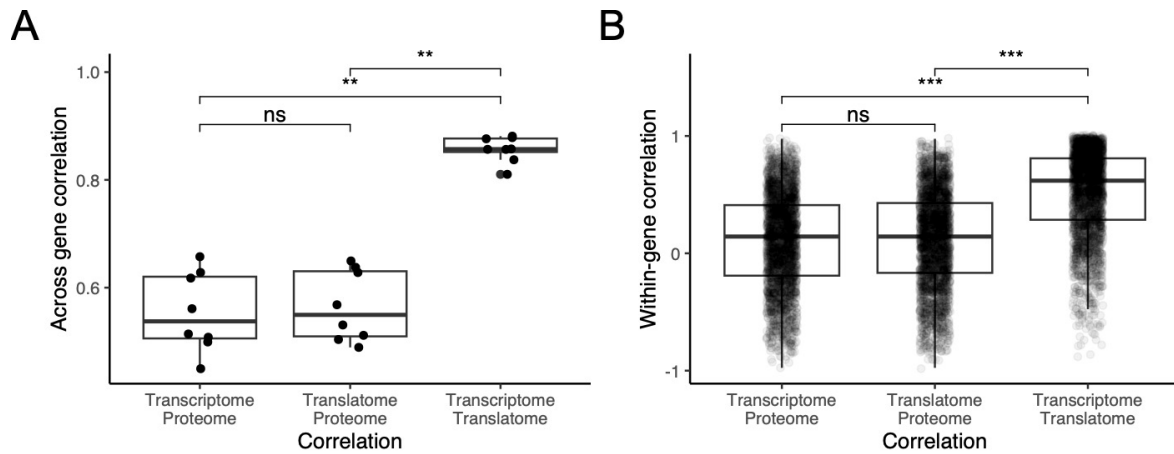 A
Across gene correlation
1.0
0.8
0.6
**
**
ns
Transcriptome
Proteome
Translatome
Proteome
Transcriptome
Translatome
Correlation
B
Within-gene correlation
1
0
-1
***
***
ns
Transcriptome
Proteome
Translatome
Proteome
Transcriptome
Translatome
Correlation